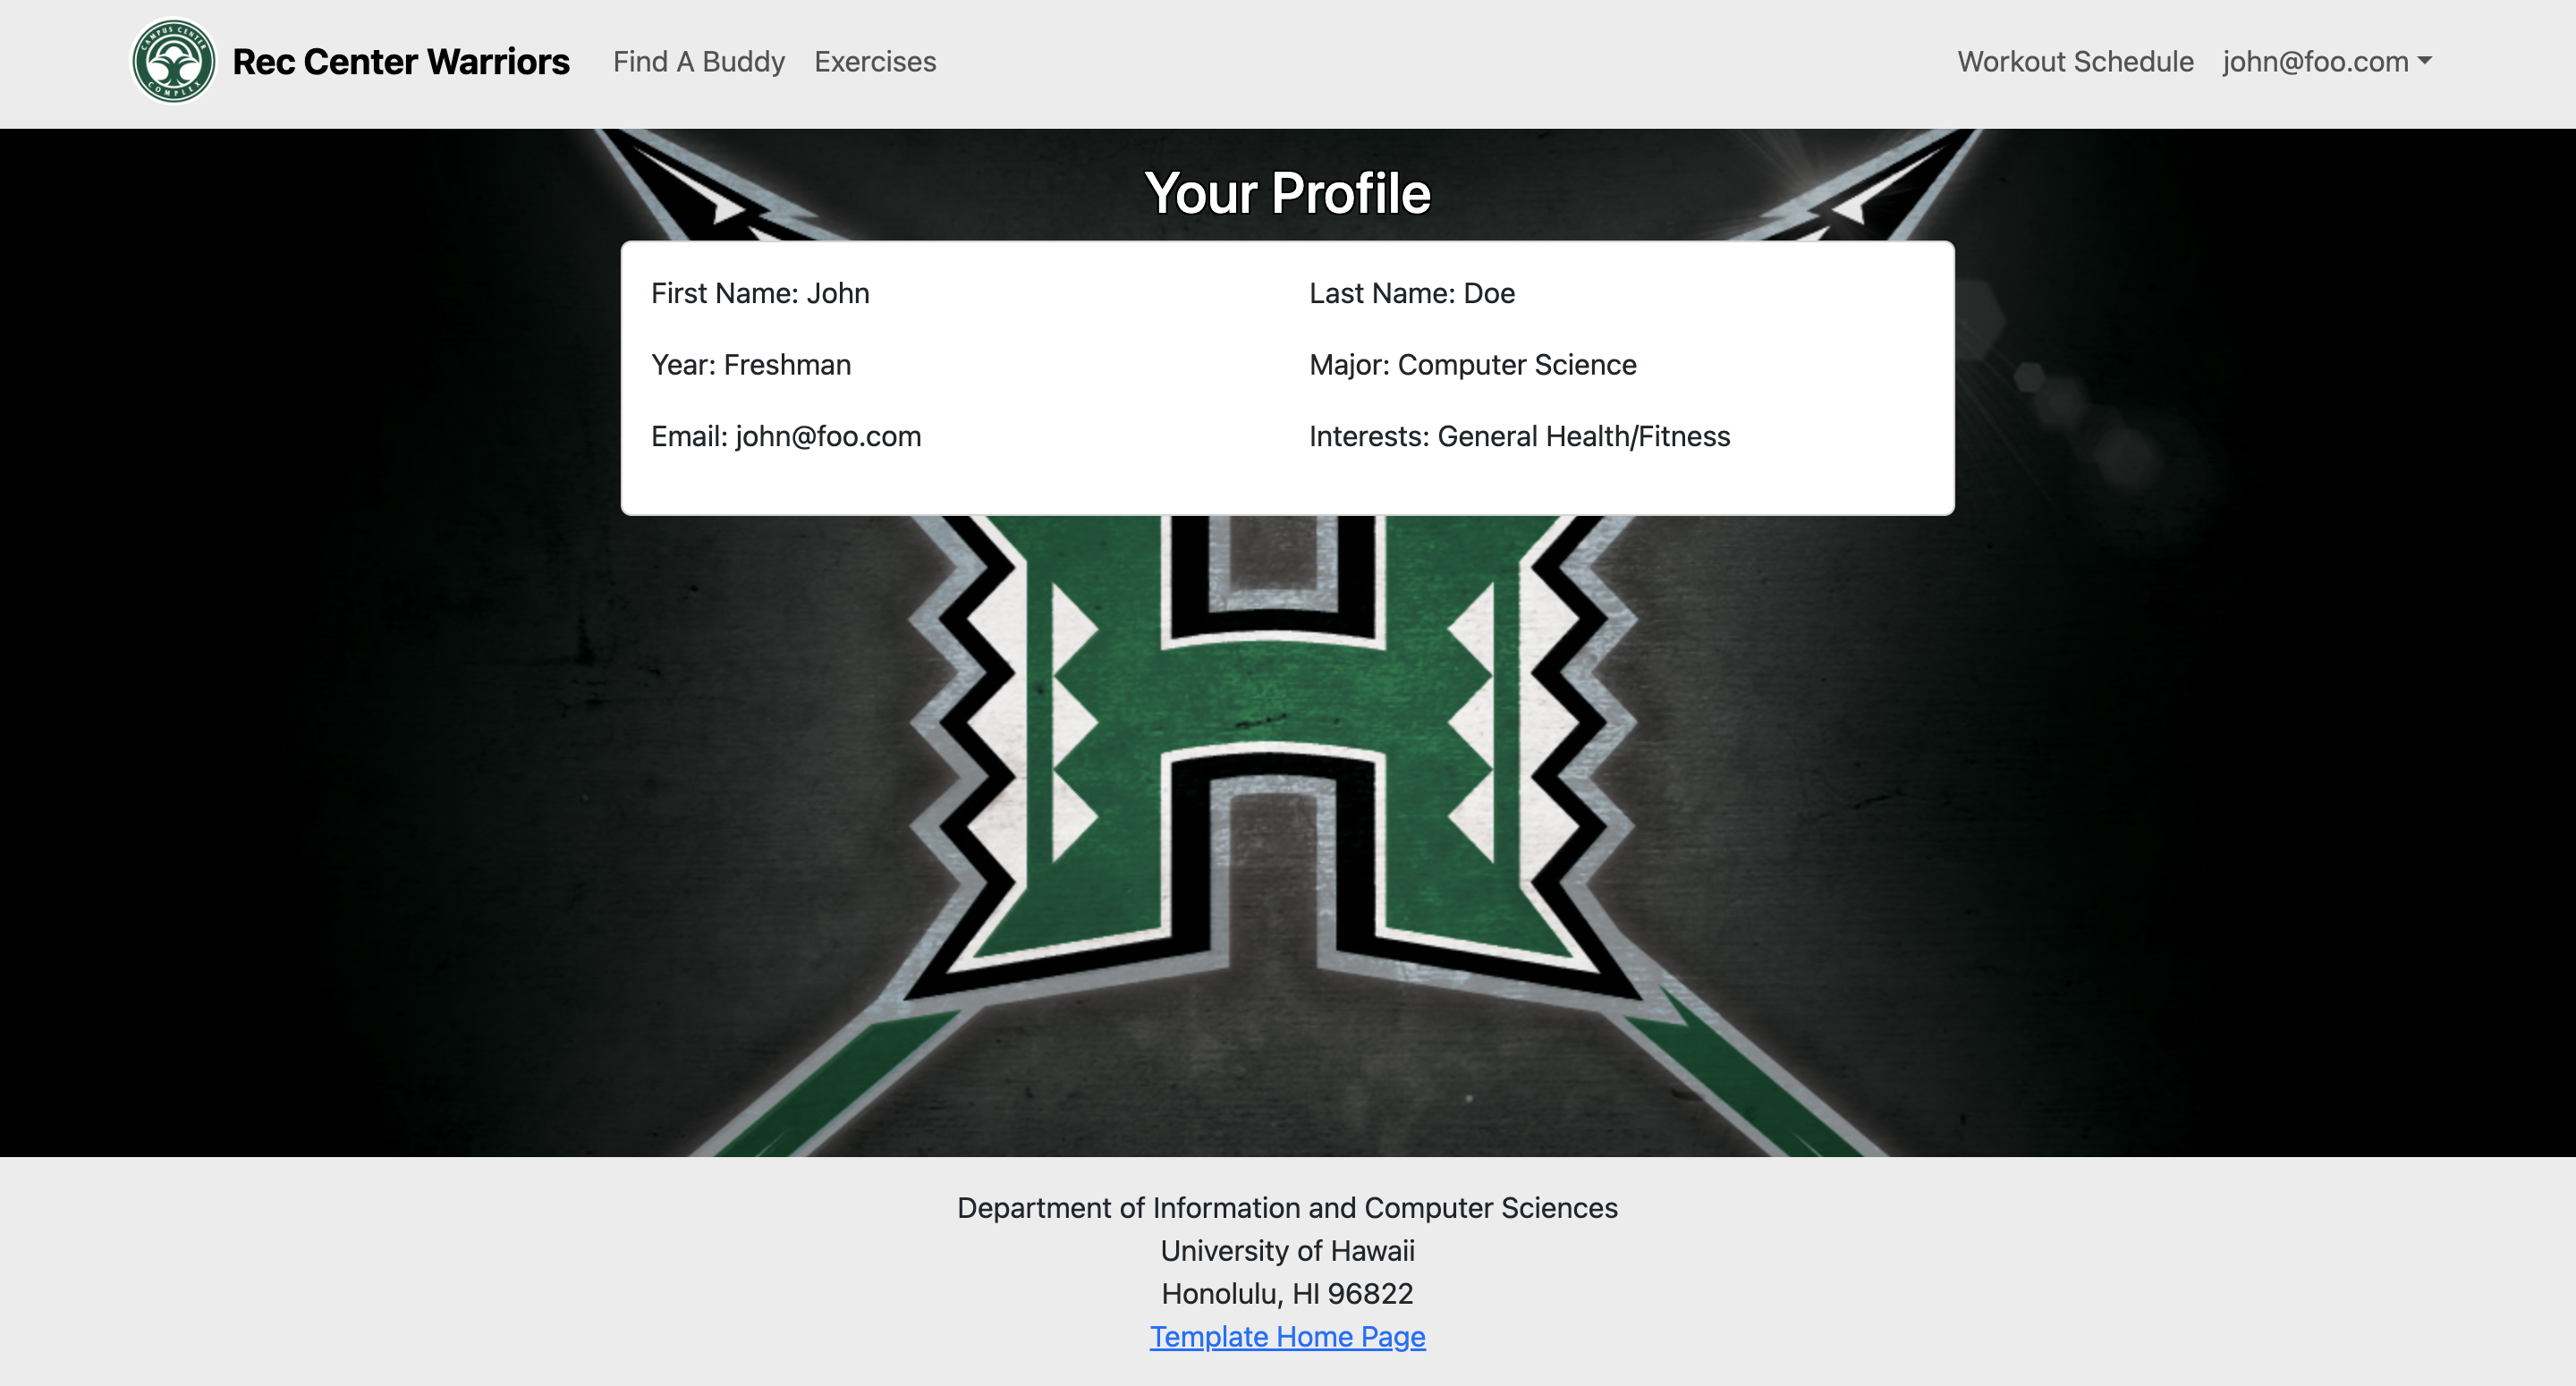 CAMPUS CENTER
COMPLEX
Rec Center Warriors Find A Buddy Exercises Workout Schedule john@foo.com
Your Profile
First Name: John Last Name: Doe
Year: Freshman Major: Computer Science
Email: john@foo.com Interests: General Health/Fitness
H
Department of Information and Computer Sciences
University of Hawaii
Honolulu, HI 96822
Template Home Page